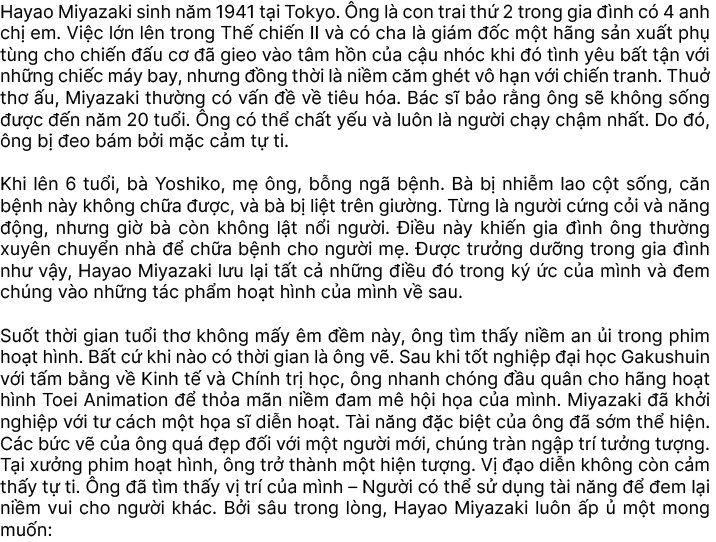 Hayao Miyazaki sinh năm 1941 tại Tokyo. Ông là con trai thứ 2 trong gia đình có 4 anh
chị em. Việc lớn lên trong Thế chiến II và có cha là giám đốc một hãng sản xuất phụ
tùng cho chiến đấu cơ đã gieo vào tâm hồn của cậu nhóc khi đó tình yêu bất tận với
những chiếc máy bay, nhưng đồng thời là niềm căm ghét vô hạn với chiến tranh. Thuở
thơ ấu, Miyazaki thường có vấn đề về tiêu hóa. Bác sĩ bảo rằng ông sẽ không sống
được đến năm 20 tuổi. Ông có thể chất yếu và luôn là người chạy chậm nhất. Do đó,
ông bị đeo bám bởi mặc cảm tự ti.

Khi lên 6 tuổi, bà Yoshiko, mẹ ông, bỗng ngã bệnh. Bà bị nhiễm lao cột sống, căn
bệnh này không chữa được, và bà bị liệt trên giường. Từng là người cứng cỏi và năng
động, nhưng giờ bà còn không lật nổi người. Điều này khiến gia đình ông thường
xuyên chuyển nhà để chữa bệnh cho người mẹ. Được trưởng dưỡng trong gia đình
như vậy, Hayao Miyazaki lưu lại tất cả những điều đó trong ký ức của mình và đem
chúng vào những tác phẩm hoạt hình của mình về sau.

Suốt thời gian tuổi thơ không mấy êm đềm này, ông tìm thấy niềm an ủi trong phim
hoạt hình. Bất cứ khi nào có thời gian là ông vẽ. Sau khi tốt nghiệp đại học Gakushuin
với tấm bằng về Kinh tế và Chính trị học, ông nhanh chóng đầu quân cho hãng hoạt
hình Toei Animation để thỏa mãn niềm đam mê hội họa của mình. Miyazaki đã khởi
nghiệp với tư cách một họa sĩ diễn hoạt. Tài năng đặc biệt của ông đã sớm thể hiện.
Các bức vẽ của ông quá đẹp đối với một người mới, chúng tràn ngập trí tưởng tượng.
Tại xưởng phim hoạt hình, ông trở thành một hiện tượng. Vị đạo diễn không còn cảm
thấy tự ti. Ông đã tìm thấy vị trí của mình – Người có thể sử dụng tài năng để đem lại
niềm vui cho người khác. Bởi sâu trong lòng, Hayao Miyazaki luôn ấp ủ một mong
muốn: